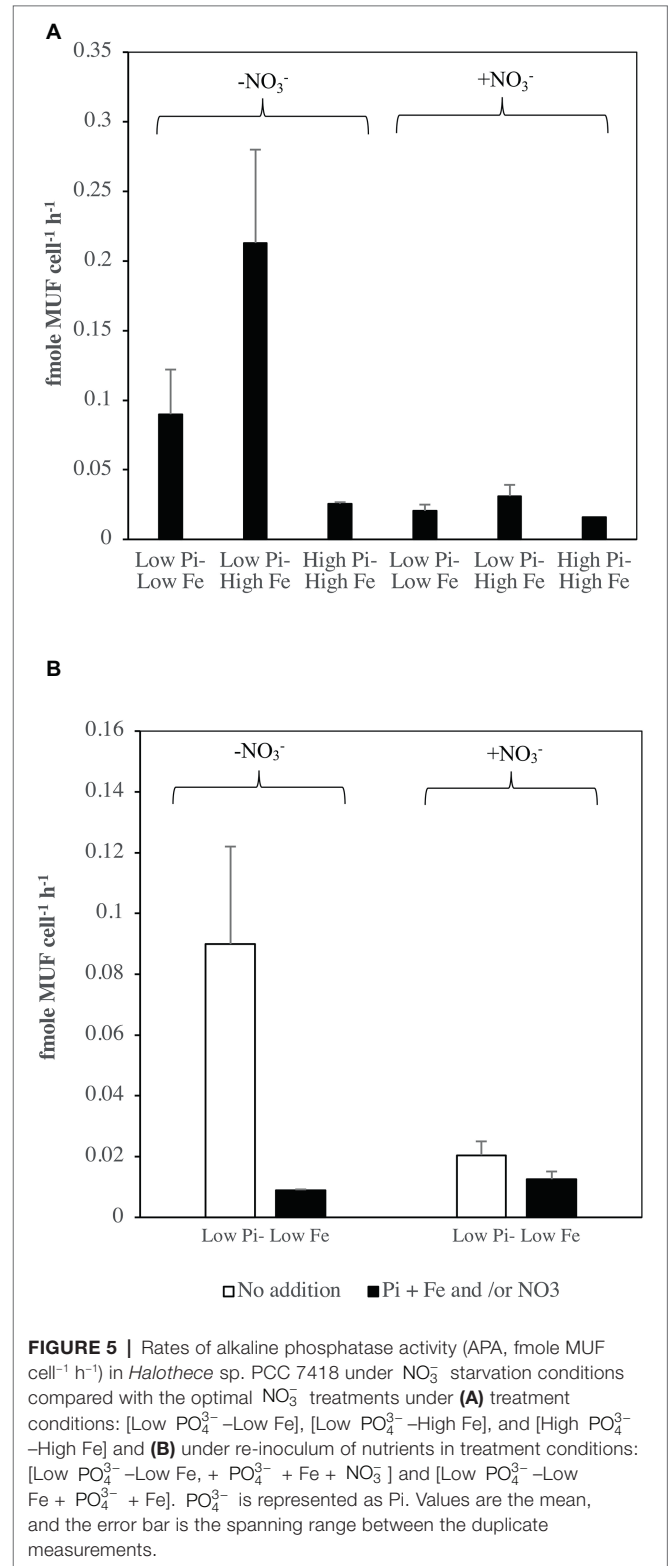 A
0.35
0.3
0.25
0.2
0.15
0.1
0.05
0
fmole MUF cell⁻¹ h⁻¹
-NO₃⁻
+NO₃⁻
Low Pi- Low Pi- High Pi- Low Pi- Low Pi- High Pi-
Low Fe High Fe High Fe Low Fe High Fe High Fe
B
0.16
0.14
0.12
0.1
0.08
0.06
0.04
0.02
0
fmole MUF cell⁻¹ h⁻¹
-NO₃⁻
+NO₃⁻
Low Pi- Low Fe Low Pi- Low Fe
No addition Pi + Fe and /or NO3
FIGURE 5 | Rates of alkaline phosphatase activity (APA, fmole MUF
cell⁻¹ h⁻¹) in Halothece sp. PCC 7418 under NO₃⁻ starvation conditions
compared with the optimal NO₃⁻ treatments under (A) treatment
conditions: [Low PO₄³⁻ –Low Fe], [Low PO₄³⁻ –High Fe], and [High PO₄³⁻
–High Fe] and (B) under re-inoculum of nutrients in treatment conditions:
[Low PO₄³⁻ –Low Fe, + PO₄³⁻ + Fe + NO₃⁻ ] and [Low PO₄³⁻ –Low
Fe + PO₄³⁻ + Fe]. PO₄³⁻ is represented as Pi. Values are the mean,
and the error bar is the spanning range between the duplicate
measurements.